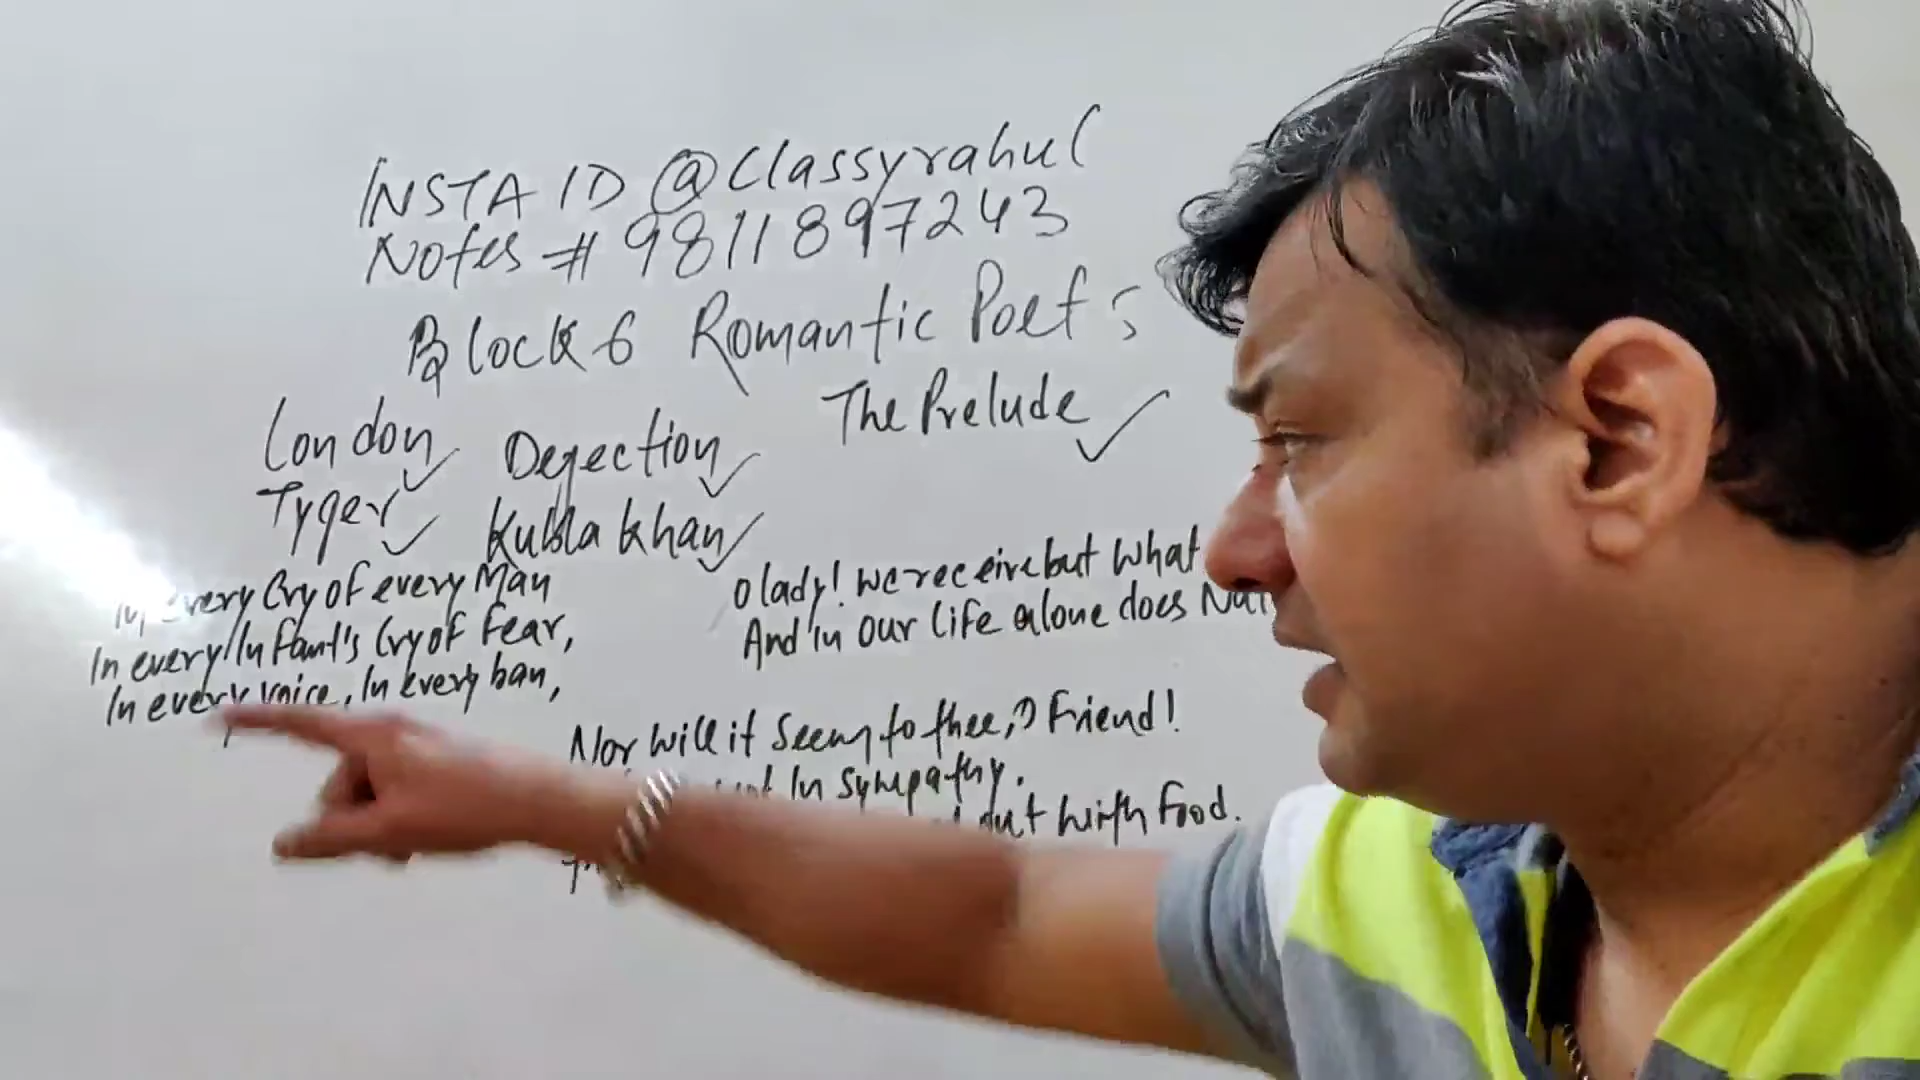 INSTA ID @Classyrahul
Notes # 9811897243
Block 6 Romantic Poets
London Dejection The Prelude
Tyger Kubla Khan
In every Cry of every Man
In every Infant's Cry of fear,
In every voice, In every ban,
O lady! we receive but what
And in our life alone does
Nor will it seem to thee, O Friend!
In sympathy.
out with food.